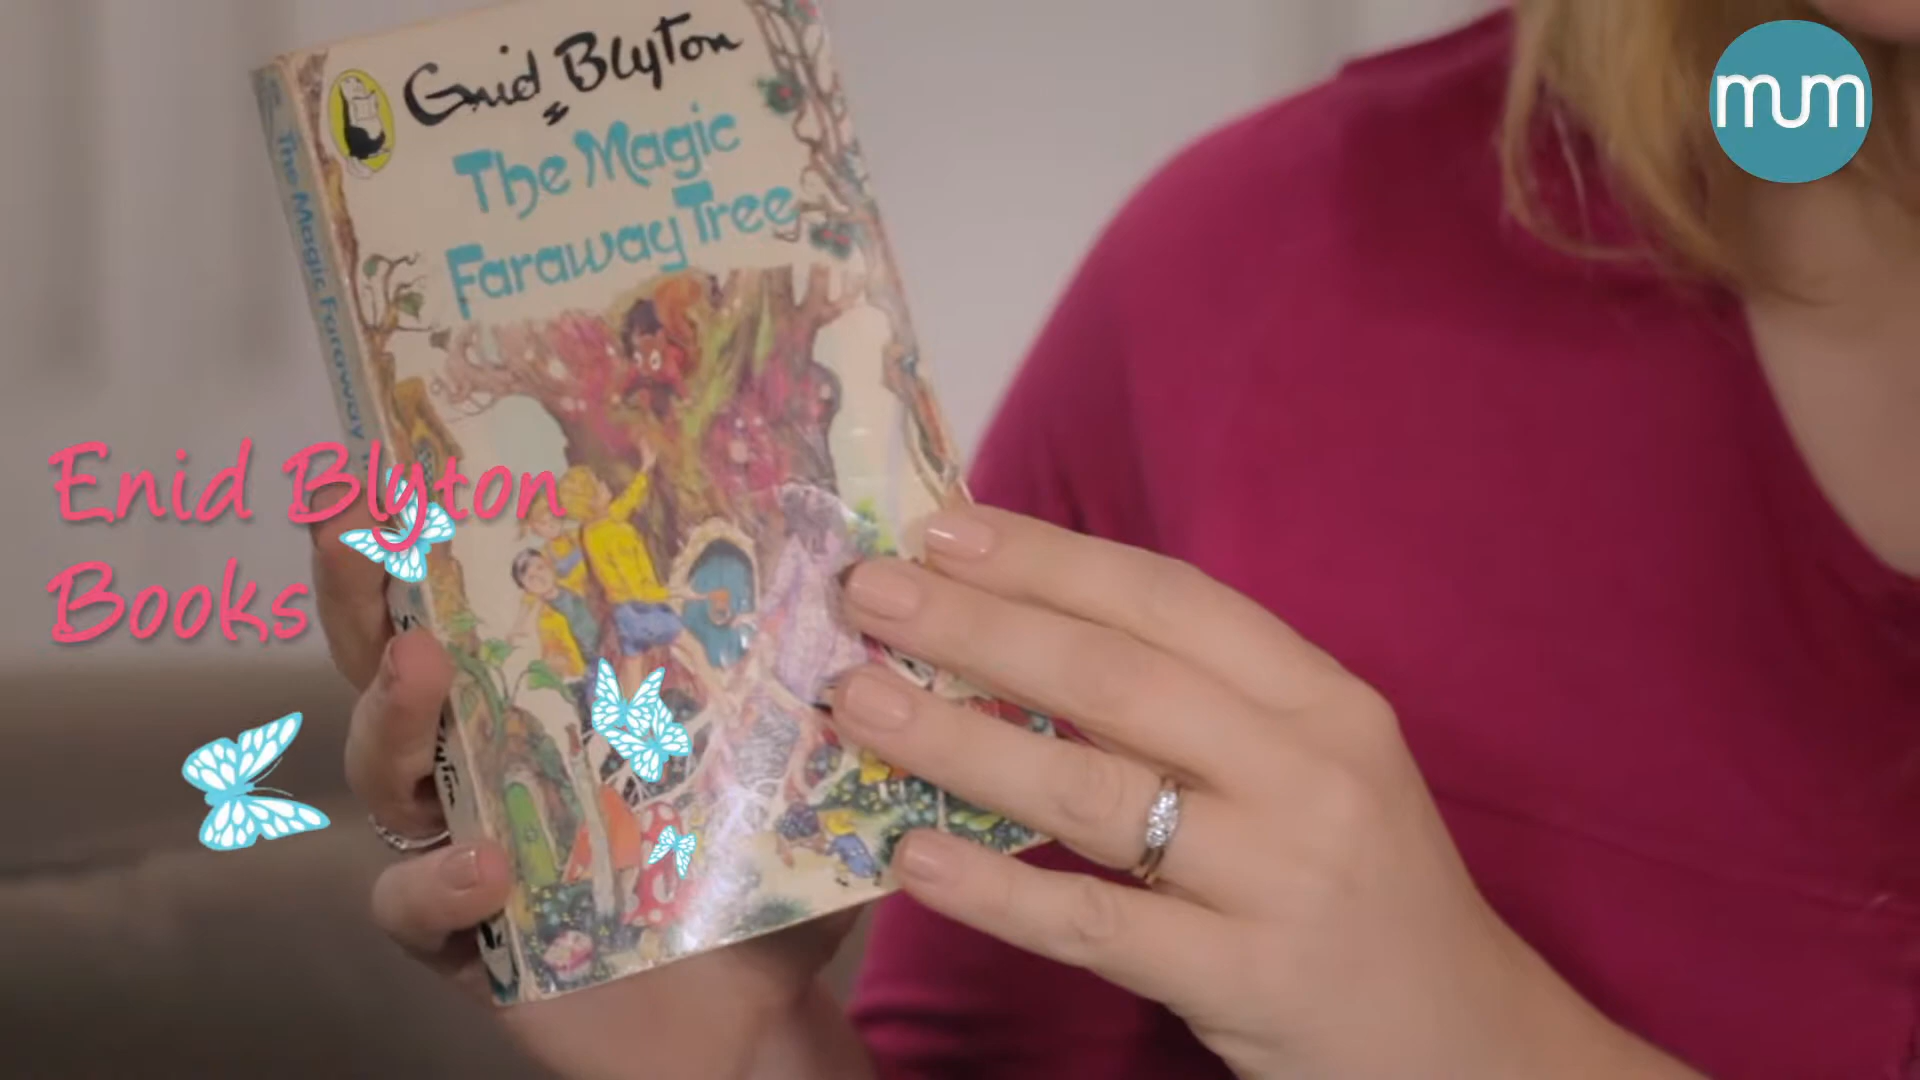 Enid Blyton
The Magic
Faraway Tree
The Magic Faraway
mum
Enid Blyton
Books